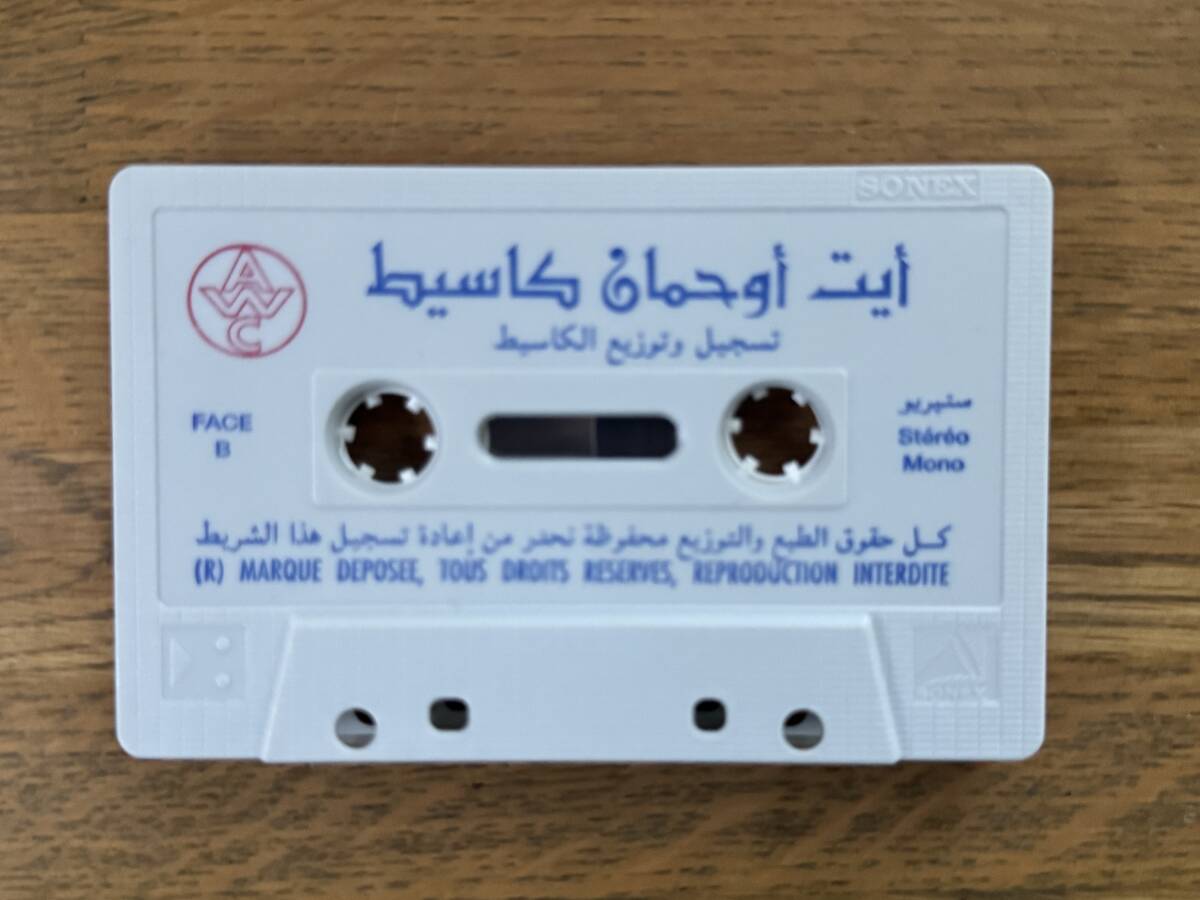 SONEX
AWC
أيت أوحمان كاسيط
تسجيل وتوزيع الكاسيط
FACE
B
ستيريو
Stéréo
Mono
كل حقوق الطبع والتوزيع محفوظة نحذر من إعادة تسجيل هذا الشريط
(R) MARQUE DEPOSEE, TOUS DROITS RESERVES, REPRODUCTION INTERDITE
SONEX